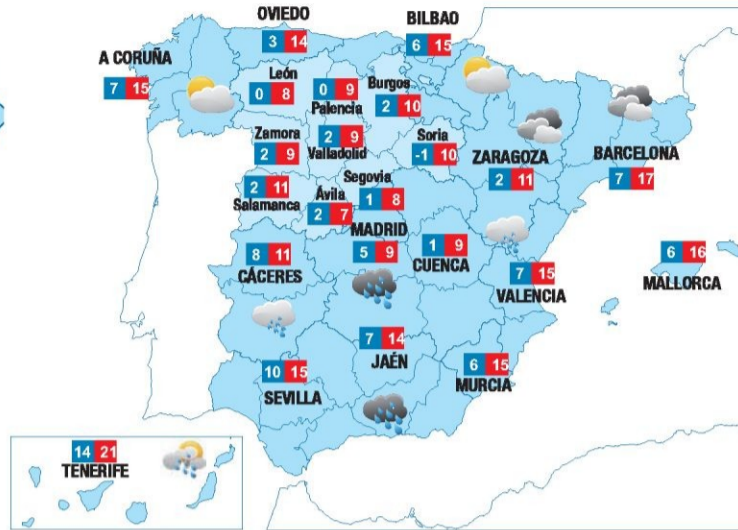 OVIEDO
3 14
BILBAO
6 15
A CORUÑA
7 15
León
0 8
0 9
Palencia
Burgos
2 10
Zamora
2 9
2 9
Valladolid
Soria
-1 10
ZARAGOZA
2 11
BARCELONA
7 17
2 11
Salamanca
Ávila
2 7
Segovia
1 8
MADRID
5 9
1 9
CUENCA
8 11
CÁCERES
7 15
VALENCIA
6 16
MALLORCA
7 14
JAÉN
10 15
SEVILLA
6 15
MURCIA
14 21
TENERIFE